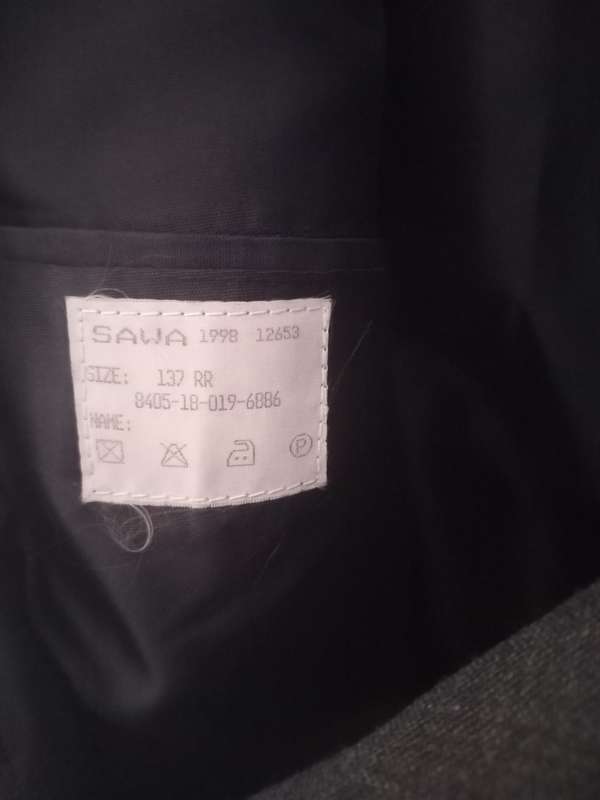 SAWA 1998 12653
SIZE: 137 RR
8405-18-019-6886
NAME:
P